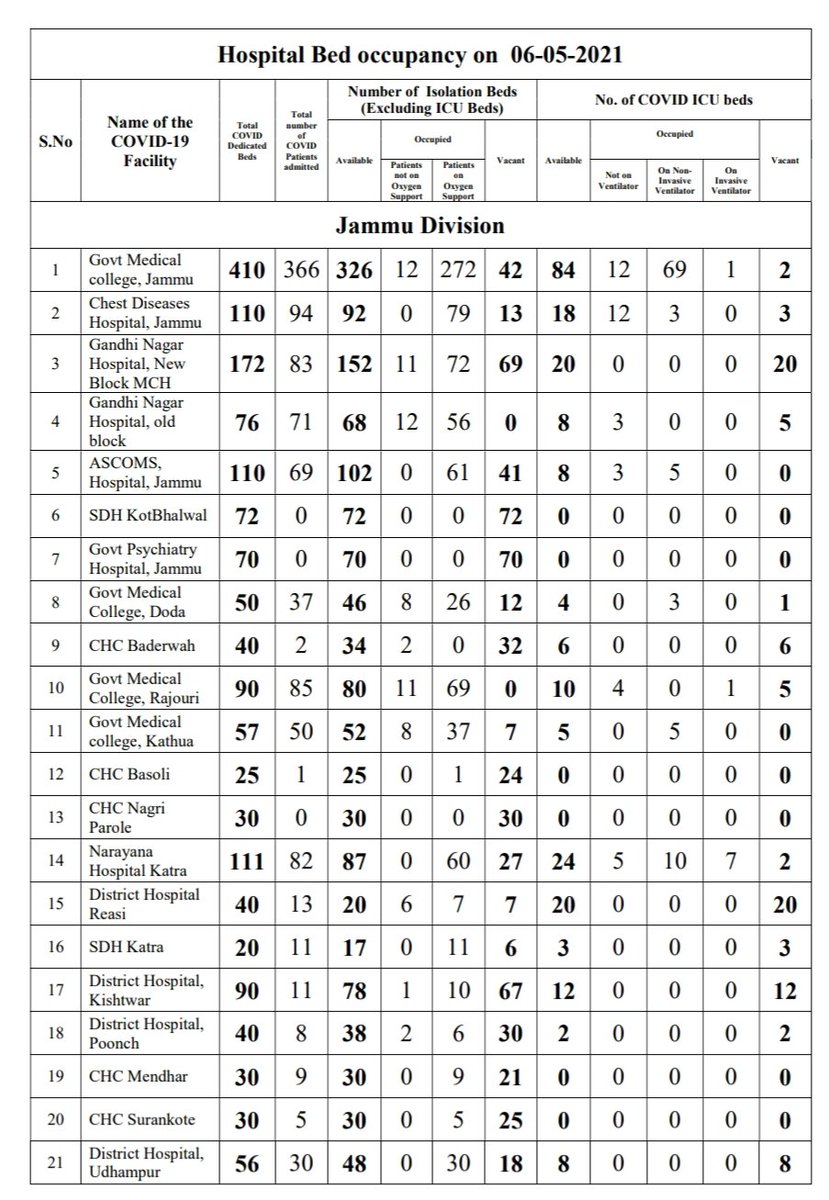 Hospital Bed occupancy on 06-05-2021
S.No
Name of the
COVID-19
Facility
Total
COVID
Dedicated
Beds
Total
number
of
COVID
Patients
admitted
Number of Isolation Beds
(Excluding ICU Beds)
Available
Occupied
Patients
not on
Oxygen
Support
Patients
on
Oxygen
Support
Vacant
No. of COVID ICU beds
Available
Occupied
Not on
Ventilator
On Non-
Invasive
Ventilator
On
Invasive
Ventilator
Vacant
Jammu Division
1 Govt Medical
college, Jammu 410 366 326 12 272 42 84 12 69 1 2
2 Chest Diseases
Hospital, Jammu 110 94 92 0 79 13 18 12 3 0 3
3 Gandhi Nagar
Hospital, New
Block MCH 172 83 152 11 72 69 20 0 0 0 20
4 Gandhi Nagar
Hospital, old
block 76 71 68 12 56 0 8 3 0 0 5
5 ASCOMS,
Hospital, Jammu 110 69 102 0 61 41 8 3 5 0 0
6 SDH KotBhalwal 72 0 72 0 0 72 0 0 0 0 0
7 Govt Psychiatry
Hospital, Jammu 70 0 70 0 0 70 0 0 0 0 0
8 Govt Medical
College, Doda 50 37 46 8 26 12 4 0 3 0 1
9 CHC Baderwah 40 2 34 2 0 32 6 0 0 0 6
10 Govt Medical
College, Rajouri 90 85 80 11 69 0 10 4 0 1 5
11 Govt Medical
college, Kathua 57 50 52 8 37 7 5 0 5 0 0
12 CHC Basoli 25 1 25 0 1 24 0 0 0 0 0
13 CHC Nagri
Parole 30 0 30 0 0 30 0 0 0 0 0
14 Narayana
Hospital Katra 111 82 87 0 60 27 24 5 10 7 2
15 District Hospital
Reasi 40 13 20 6 7 7 20 0 0 0 20
16 SDH Katra 20 11 17 0 11 6 3 0 0 0 3
17 District Hospital,
Kishtwar 90 11 78 1 10 67 12 0 0 0 12
18 District Hospital,
Poonch 40 8 38 2 6 30 2 0 0 0 2
19 CHC Mendhar 30 9 30 0 9 21 0 0 0 0 0
20 CHC Surankote 30 5 30 0 5 25 0 0 0 0 0
21 District Hospital,
Udhampur 56 30 48 0 30 18 8 0 0 0 8